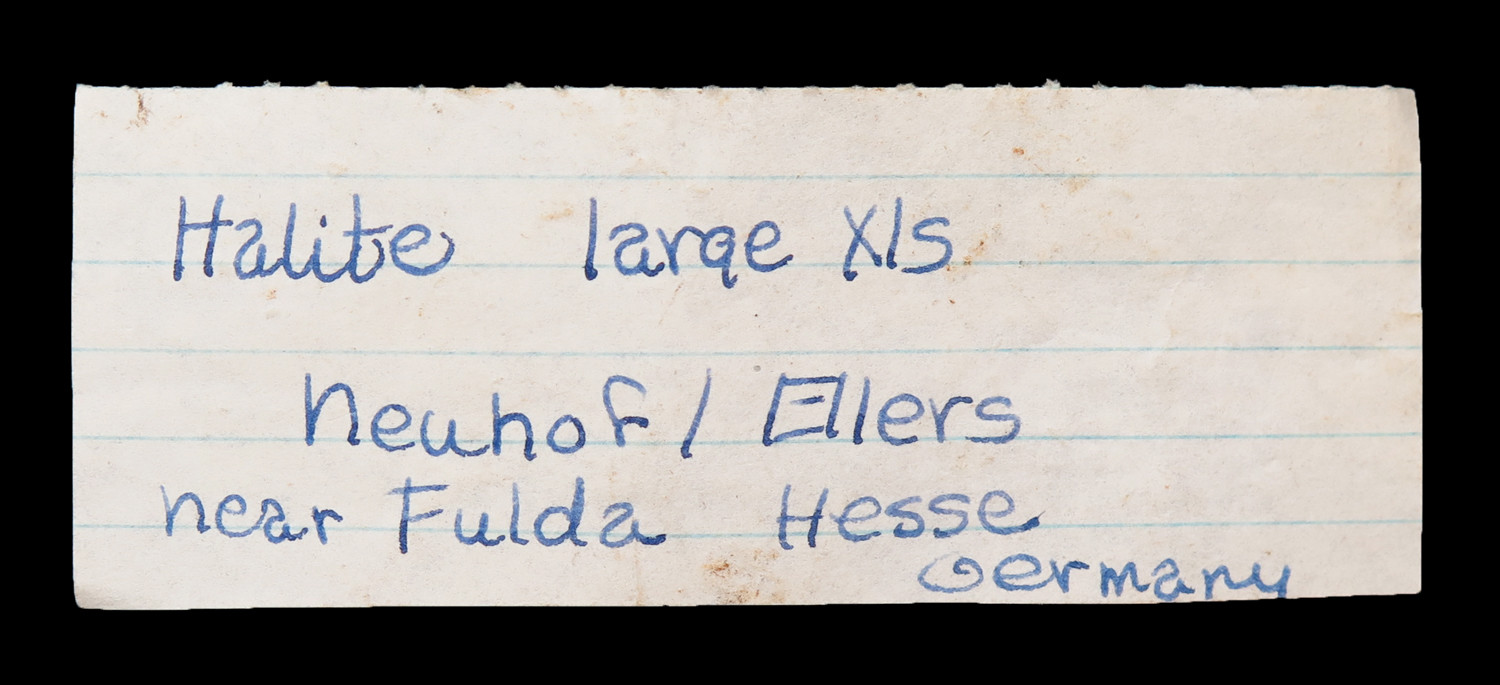 Halite large Xls
Neuhof / Ellers
near Fulda Hesse
Germany